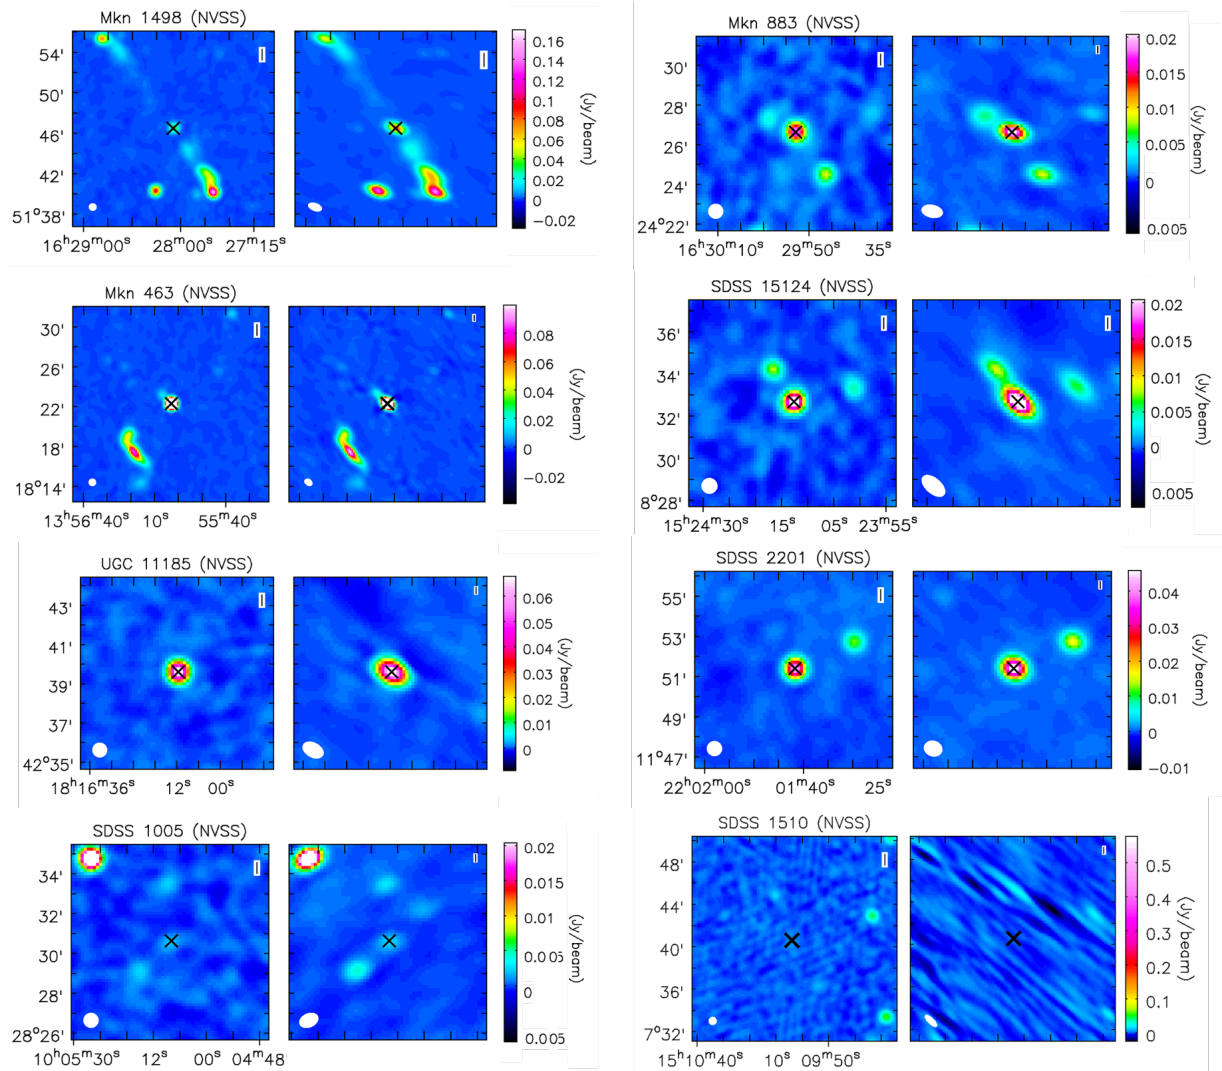 Mkn 1498 (NVSS)
54'
50'
46'
42'
51°38'
16ʰ29ᵐ00ˢ 28ᵐ00ˢ 27ᵐ15ˢ
I
I
0.16
0.14
0.12
0.1
0.08
0.06
0.04
0.02
0
−0.02
(Jy/beam)
Mkn 883 (NVSS)
30'
28'
26'
24'
24°22'
16ʰ30ᵐ10ˢ 29ᵐ50ˢ 35ˢ
I
I
0.02
0.015
0.01
0.005
0
0.005
(Jy/beam)
Mkn 463 (NVSS)
30'
26'
22'
18'
18°14'
13ʰ56ᵐ40ˢ 10ˢ 55ᵐ40ˢ
I
I
0.08
0.06
0.04
0.02
0
−0.02
(Jy/beam)
SDSS 15124 (NVSS)
36'
34'
32'
30'
8°28'
15ʰ24ᵐ30ˢ 15ˢ 05ˢ 23ᵐ55ˢ
I
I
0.02
0.015
0.01
0.005
0
0.005
(Jy/beam)
UGC 11185 (NVSS)
43'
41'
39'
37'
42°35'
18ʰ16ᵐ36ˢ 12ˢ 00ˢ
I
I
0.06
0.05
0.04
0.03
0.02
0.01
0
(Jy/beam)
SDSS 2201 (NVSS)
55'
53'
51'
49'
11°47'
22ʰ02ᵐ00ˢ 01ᵐ40ˢ 25ˢ
I
I
0.04
0.03
0.02
0.01
0
−0.01
(Jy/beam)
SDSS 1005 (NVSS)
34'
32'
30'
28'
28°26'
10ʰ05ᵐ30ˢ 12ˢ 00ˢ 04ᵐ48ˢ
I
I
0.02
0.015
0.01
0.005
0
0.005
(Jy/beam)
SDSS 1510 (NVSS)
48'
44'
40'
36'
7°32'
15ʰ10ᵐ40ˢ 10ˢ 09ᵐ50ˢ
I
I
0.5
0.4
0.3
0.2
0.1
0
(Jy/beam)